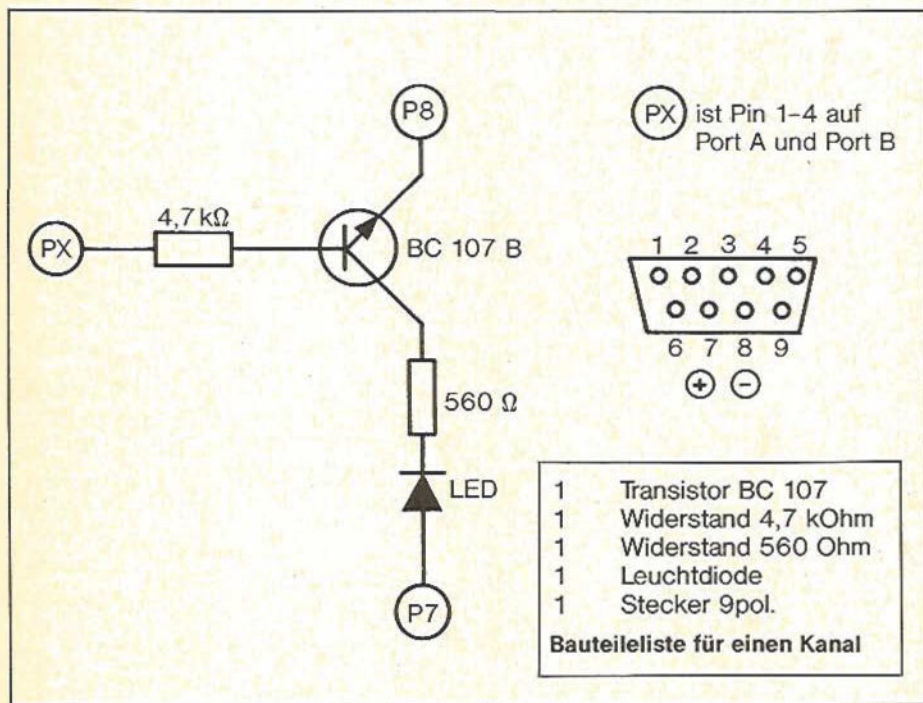 P8
PX ist Pin 1–4 auf
Port A und Port B
4,7 kΩ
PX
BC 107 B
1 2 3 4 5
6 7 8 9
+ −
560 Ω
LED
P7
1 Transistor BC 107
1 Widerstand 4,7 kOhm
1 Widerstand 560 Ohm
1 Leuchtdiode
1 Stecker 9pol.
Bauteileliste für einen Kanal